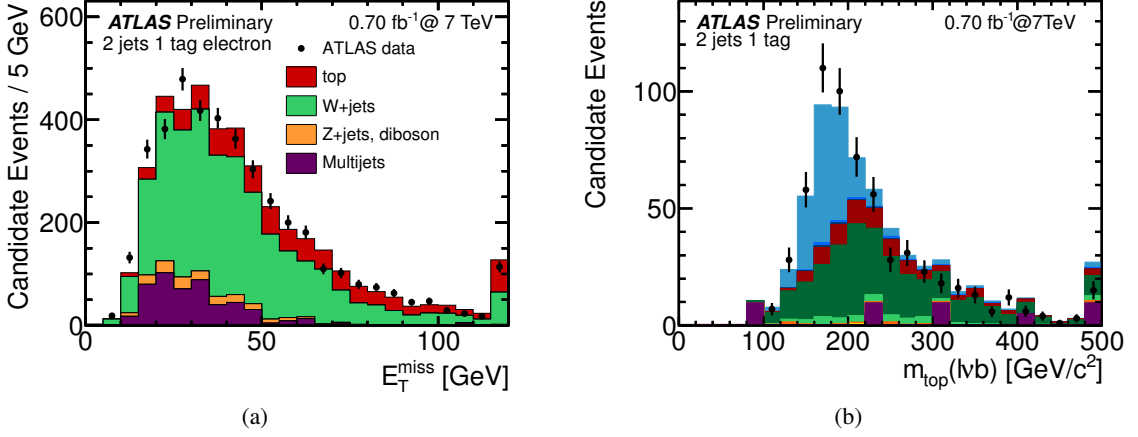 ATLAS Preliminary
0.70 fb-1@ 7 TeV
2 jets 1 tag electron
ATLAS data
top
W+jets
Z+jets, diboson
Multijets
Candidate Events / 5 GeV
600
400
200
0
0
50
100
E_T^miss [GeV]
(a)
ATLAS Preliminary
0.70 fb-1@7TeV
2 jets 1 tag
Candidate Events
100
50
0
100
200
300
400
500
m_top(lνb) [GeV/c²]
(b)